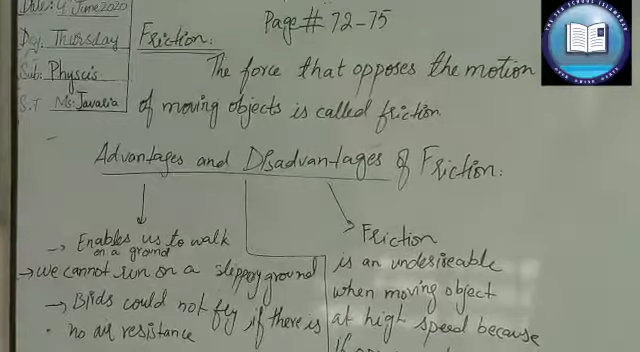 Date: 4 June 2020
Page # 72-75
Day: Thursday
Sub: Physcis
S.T Ms. Javaria
Friction:
The force that opposes the motion
of moving objects is called friction
Advantages and Disadvantages of Friction:
→ Enables us to walk
on a ground
→ we cannot run on a slippery ground
→ Birds could not fly if there is
no air resistance
Friction
is an undesireable
when moving object
at high speed because